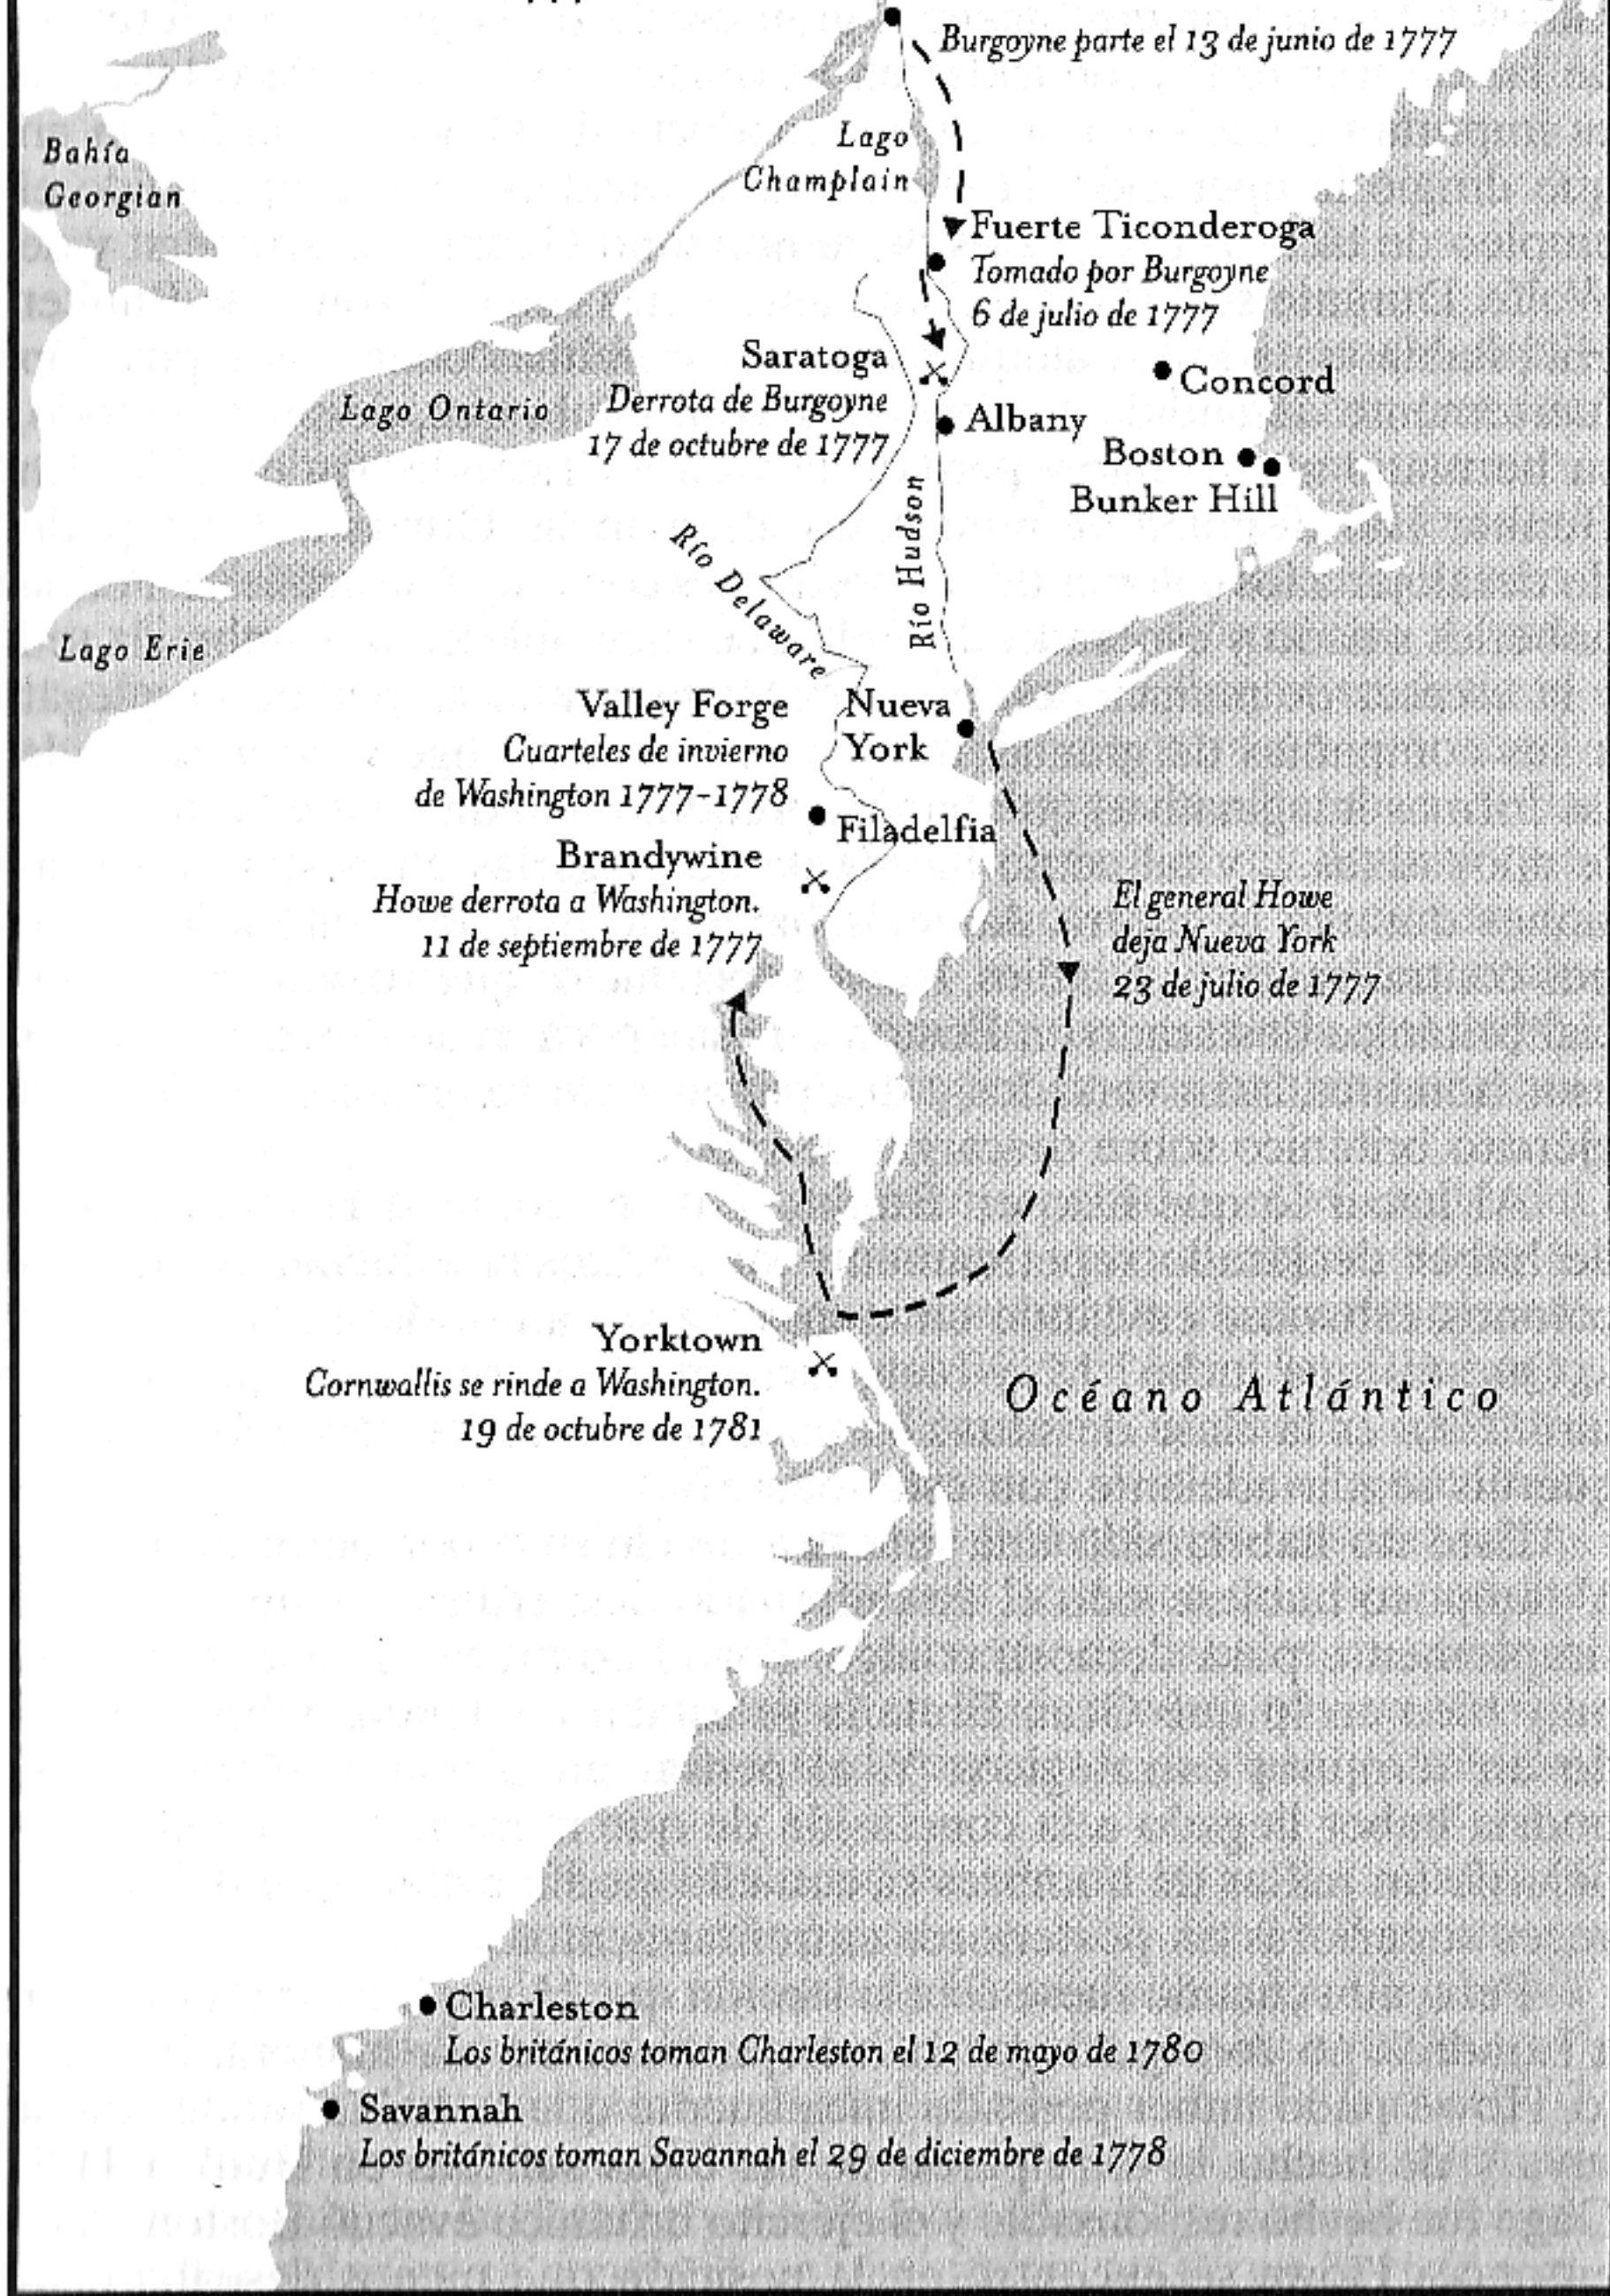 Burgoyne parte el 13 de junio de 1777
Bahía
Georgian
Lago
Champlain
Fuerte Ticonderoga
Tomado por Burgoyne
6 de julio de 1777
Saratoga
Derrota de Burgoyne
17 de octubre de 1777
Concord
Lago Ontario
Albany
Boston
Bunker Hill
Río Hudson
Río Delaware
Lago Erie
Valley Forge
Cuarteles de invierno
de Washington 1777-1778
Nueva
York
Filadelfia
Brandywine
Howe derrota a Washington.
11 de septiembre de 1777
El general Howe
deja Nueva York
23 de julio de 1777
Yorktown
Cornwallis se rinde a Washington.
19 de octubre de 1781
Océano Atlántico
Charleston
Los británicos toman Charleston el 12 de mayo de 1780
Savannah
Los británicos toman Savannah el 29 de diciembre de 1778